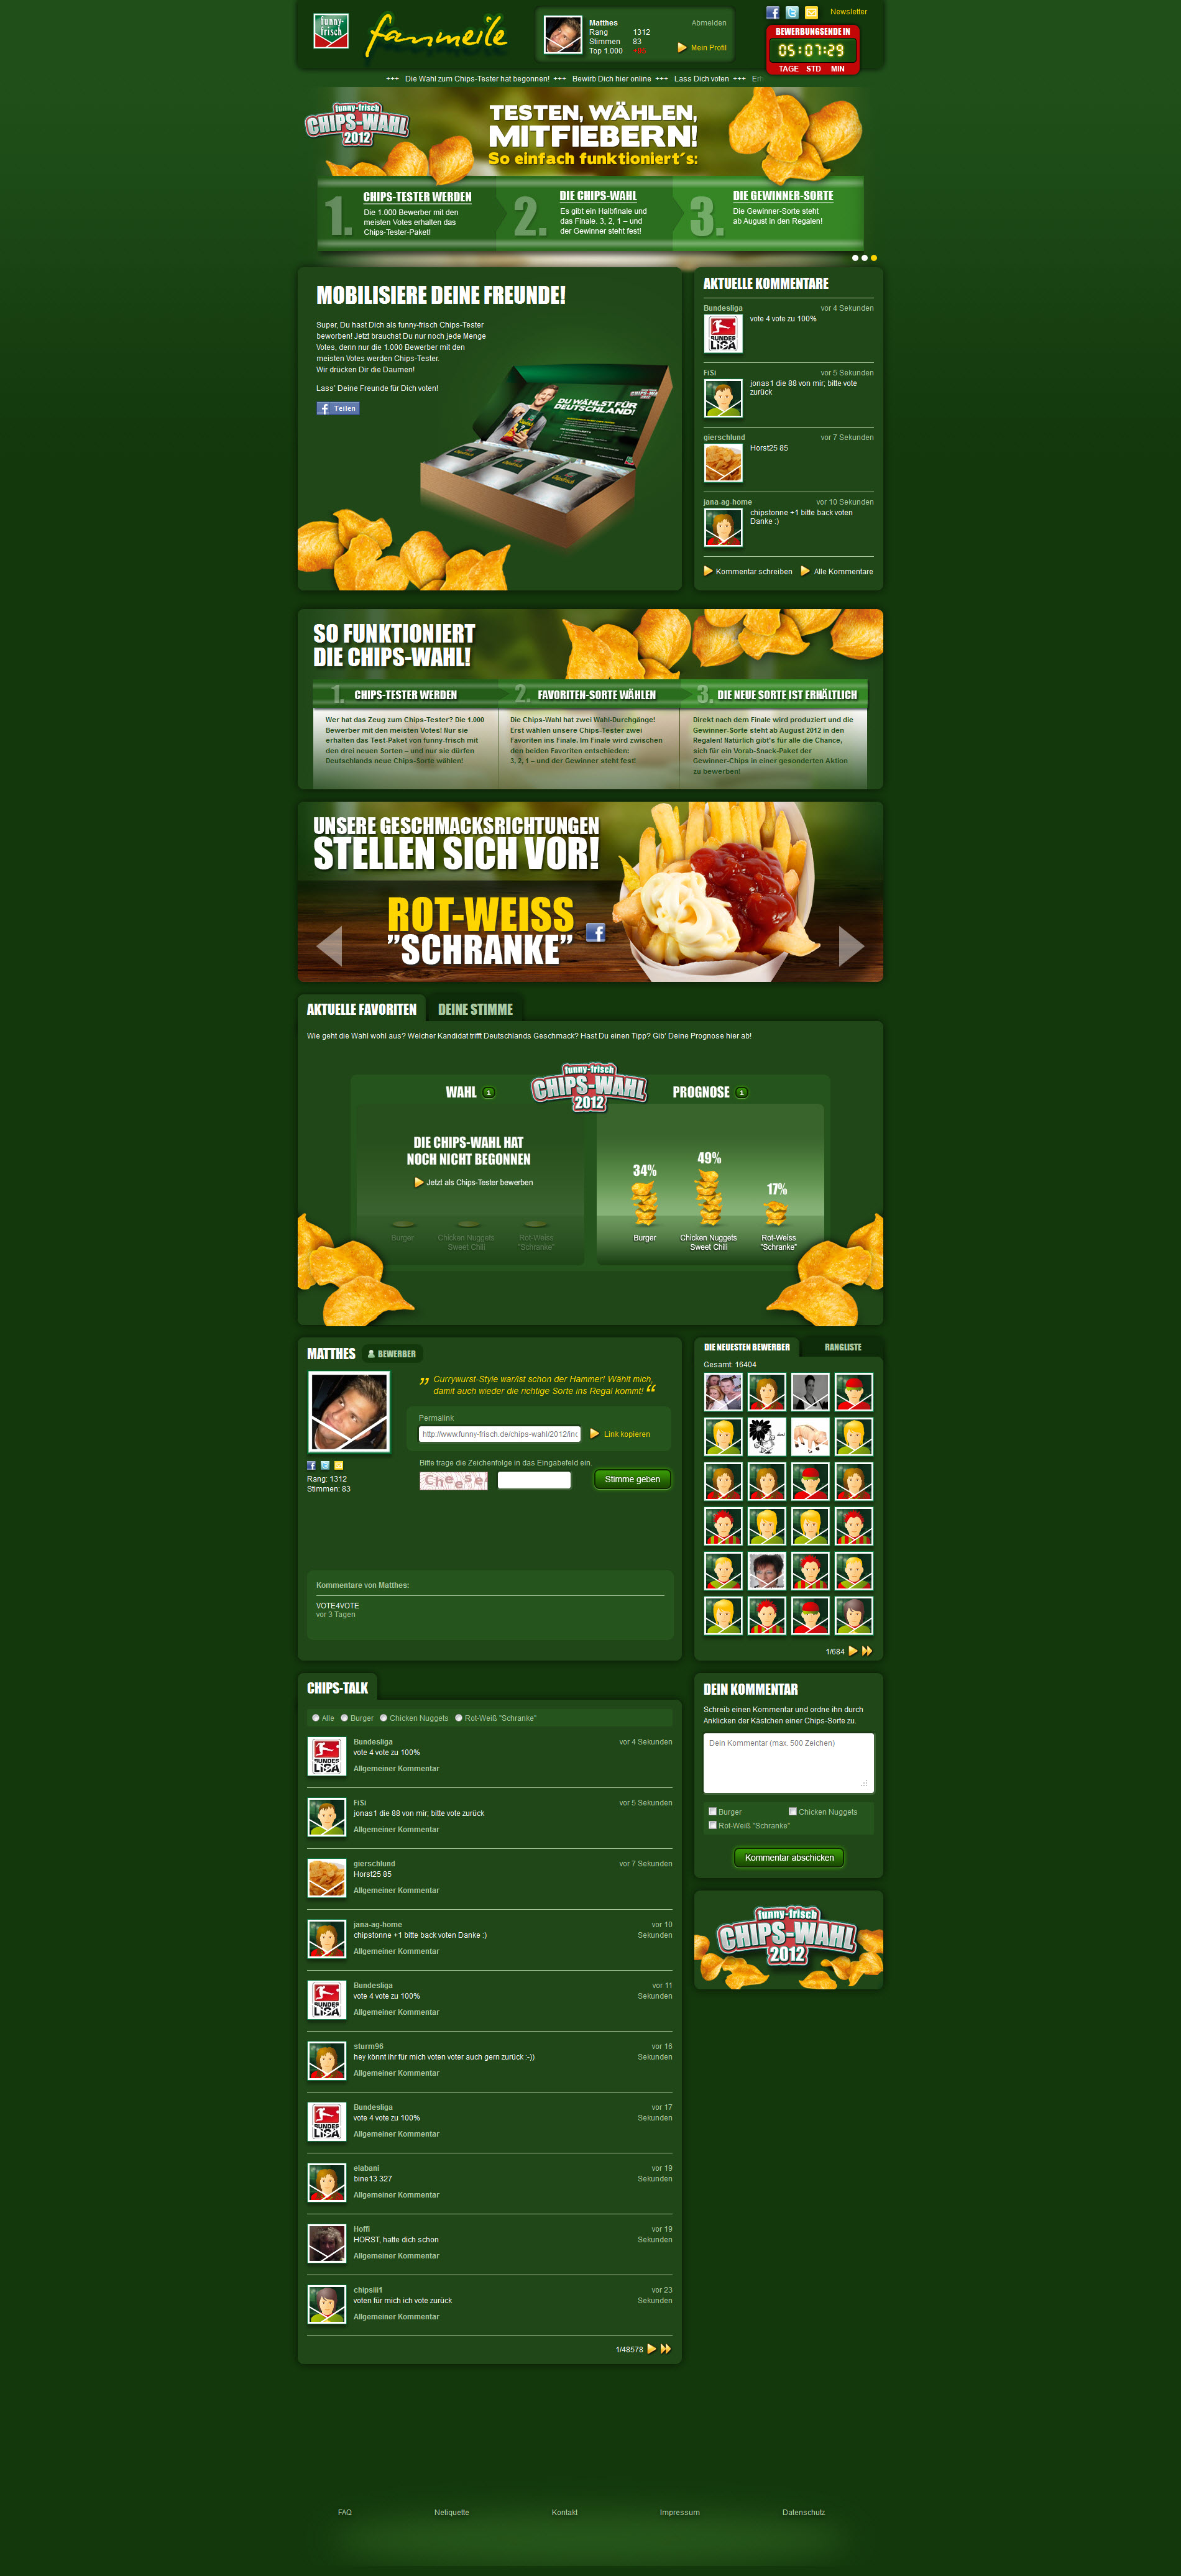 funny-frisch
fanmeile
Matthes
Abmelden
Rang 1312
Stimmen 83
Top 1.000
Mein Profil
Newsletter
BEWERBUNGSENDE IN
05:07:29
TAGE STD MIN
+++ Die Wahl zum Chips-Tester hat begonnen! +++ Bewirb Dich hier online +++ Lass Dich voten +++
funny-frisch
CHIPS-WAHL
2012
TESTEN, WÄHLEN,
MITFIEBERN!
So einfach funktioniert´s:
1.
CHIPS-TESTER WERDEN
Die 1.000 Bewerber mit den
meisten Votes erhalten das
Chips-Tester-Paket!
2.
DIE CHIPS-WAHL
Es gibt ein Halbfinale und
das Finale. 3, 2, 1 – und
der Gewinner steht fest!
3.
DIE GEWINNER-SORTE
Die Gewinner-Sorte steht
ab August in den Regalen!
MOBILISIERE DEINE FREUNDE!
Super, Du hast Dich als funny-frisch Chips-Tester
beworben! Jetzt brauchst Du nur noch jede Menge
Votes, denn nur die 1.000 Bewerber mit den
meisten Votes werden Chips-Tester.
Wir drücken Dir die Daumen!
Lass' Deine Freunde für Dich voten!
Teilen
DU WÄHLST FÜR
DEUTSCHLAND!
AKTUELLE KOMMENTARE
Bundesliga
vor 4 Sekunden
vote 4 vote zu 100%
FiSi
vor 5 Sekunden
jonas1 die 88 von mir; bitte vote
zurück
gierschlund
vor 7 Sekunden
Horst25 85
jana-ag-home
vor 10 Sekunden
chipstonne +1 bitte back voten
Danke :)
Kommentar schreiben
Alle Kommentare
SO FUNKTIONIERT
DIE CHIPS-WAHL!
1. CHIPS-TESTER WERDEN
Wer hat das Zeug zum Chips-Tester? Die 1.000
Bewerber mit den meisten Votes! Nur sie
erhalten das Test-Paket von funny-frisch mit
den drei neuen Sorten – und nur sie dürfen
Deutschlands neue Chips-Sorte wählen!
2. FAVORITEN-SORTE WÄHLEN
Die Chips-Wahl hat zwei Wahl-Durchgänge!
Erst wählen unsere Chips-Tester zwei
Favoriten ins Finale. Im Finale wird zwischen
den beiden Favoriten entschieden:
3, 2, 1 – und der Gewinner steht fest!
3. DIE NEUE SORTE IST ERHÄLTLICH
Direkt nach dem Finale wird produziert und die
Gewinner-Sorte steht ab August 2012 in den
Regalen! Natürlich gibt's für alle die Chance,
sich für ein Vorab-Snack-Paket der
Gewinner-Chips in einer gesonderten Aktion
zu bewerben!
UNSERE GESCHMACKSRICHTUNGEN
STELLEN SICH VOR!
ROT-WEISS
"SCHRANKE"
AKTUELLE FAVORITEN
DEINE STIMME
Wie geht die Wahl wohl aus? Welcher Kandidat trifft Deutschlands Geschmack? Hast Du einen Tipp? Gib' Deine Prognose hier ab!
WAHL i
funny-frisch
CHIPS-WAHL
2012
PROGNOSE i
DIE CHIPS-WAHL HAT
NOCH NICHT BEGONNEN
Jetzt als Chips-Tester bewerben
Burger
Chicken Nuggets
Sweet Chili
Rot-Weiss
"Schranke"
34%
49%
17%
Burger
Chicken Nuggets
Sweet Chili
Rot-Weiss
"Schranke"
MATTHES
BEWERBER
Currywurst-Style war/ist schon der Hammer! Wählt mich,
damit auch wieder die richtige Sorte ins Regal kommt!
Permalink
http://www.funny-frisch.de/chips-wahl/2012/in
Link kopieren
Bitte trage die Zeichenfolge in das Eingabefeld ein.
Cheese
Stimme geben
Rang: 1312
Stimmen: 83
Kommentare von Matthes:
VOTE4VOTE
vor 3 Tagen
DIE NEUESTEN BEWERBER
RANGLISTE
Gesamt: 16404
1/684
CHIPS-TALK
Alle
Burger
Chicken Nuggets
Rot-Weiß "Schranke"
Bundesliga
vor 4 Sekunden
vote 4 vote zu 100%
Allgemeiner Kommentar
FiSi
vor 5 Sekunden
jonas1 die 88 von mir; bitte vote zurück
Allgemeiner Kommentar
gierschlund
vor 7 Sekunden
Horst25 85
Allgemeiner Kommentar
jana-ag-home
vor 10
Sekunden
chipstonne +1 bitte back voten Danke :)
Allgemeiner Kommentar
Bundesliga
vor 11
Sekunden
vote 4 vote zu 100%
Allgemeiner Kommentar
sturm96
vor 16
Sekunden
hey könnt ihr für mich voten voter auch gern zurück :-))
Allgemeiner Kommentar
Bundesliga
vor 17
Sekunden
vote 4 vote zu 100%
Allgemeiner Kommentar
elabani
vor 19
Sekunden
bine13 327
Allgemeiner Kommentar
Hoffi
vor 19
Sekunden
HORST, hatte dich schon
Allgemeiner Kommentar
chipsiii1
vor 23
Sekunden
voten für mich ich vote zurück
Allgemeiner Kommentar
1/48578
DEIN KOMMENTAR
Schreib einen Kommentar und ordne ihn durch
Anklicken der Kästchen einer Chips-Sorte zu.
Dein Kommentar (max. 500 Zeichen)
Burger
Chicken Nuggets
Rot-Weiß "Schranke"
Kommentar abschicken
funny-frisch
CHIPS-WAHL
2012
FAQ
Netiquette
Kontakt
Impressum
Datenschutz